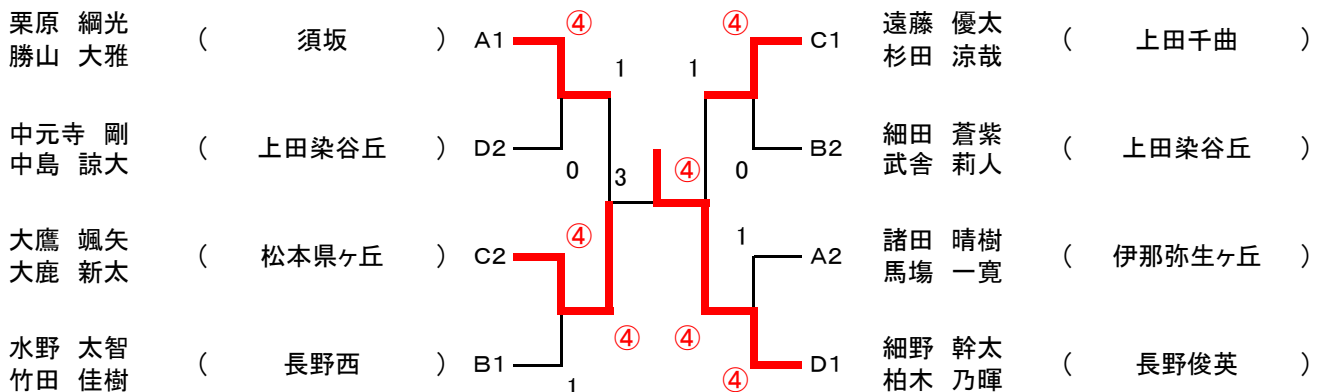 栗原 綱光
勝山 大雅
( 須坂 ) A1
④
1
中元寺 剛
中島 諒大
( 上田染谷丘 ) D2
0
3
大鷹 颯矢
大鹿 新太
( 松本県ヶ丘 ) C2
④
④
水野 太智
竹田 佳樹
( 長野西 ) B1
1
④
④
1
C1
遠藤 優太
杉田 涼哉
( 上田千曲 )
④
0
B2
細田 蒼紫
武舎 莉人
( 上田染谷丘 )
1
A2
諸田 晴樹
馬塲 一寛
( 伊那弥生ヶ丘 )
④
D1
細野 幹太
柏木 乃暉
( 長野俊英 )